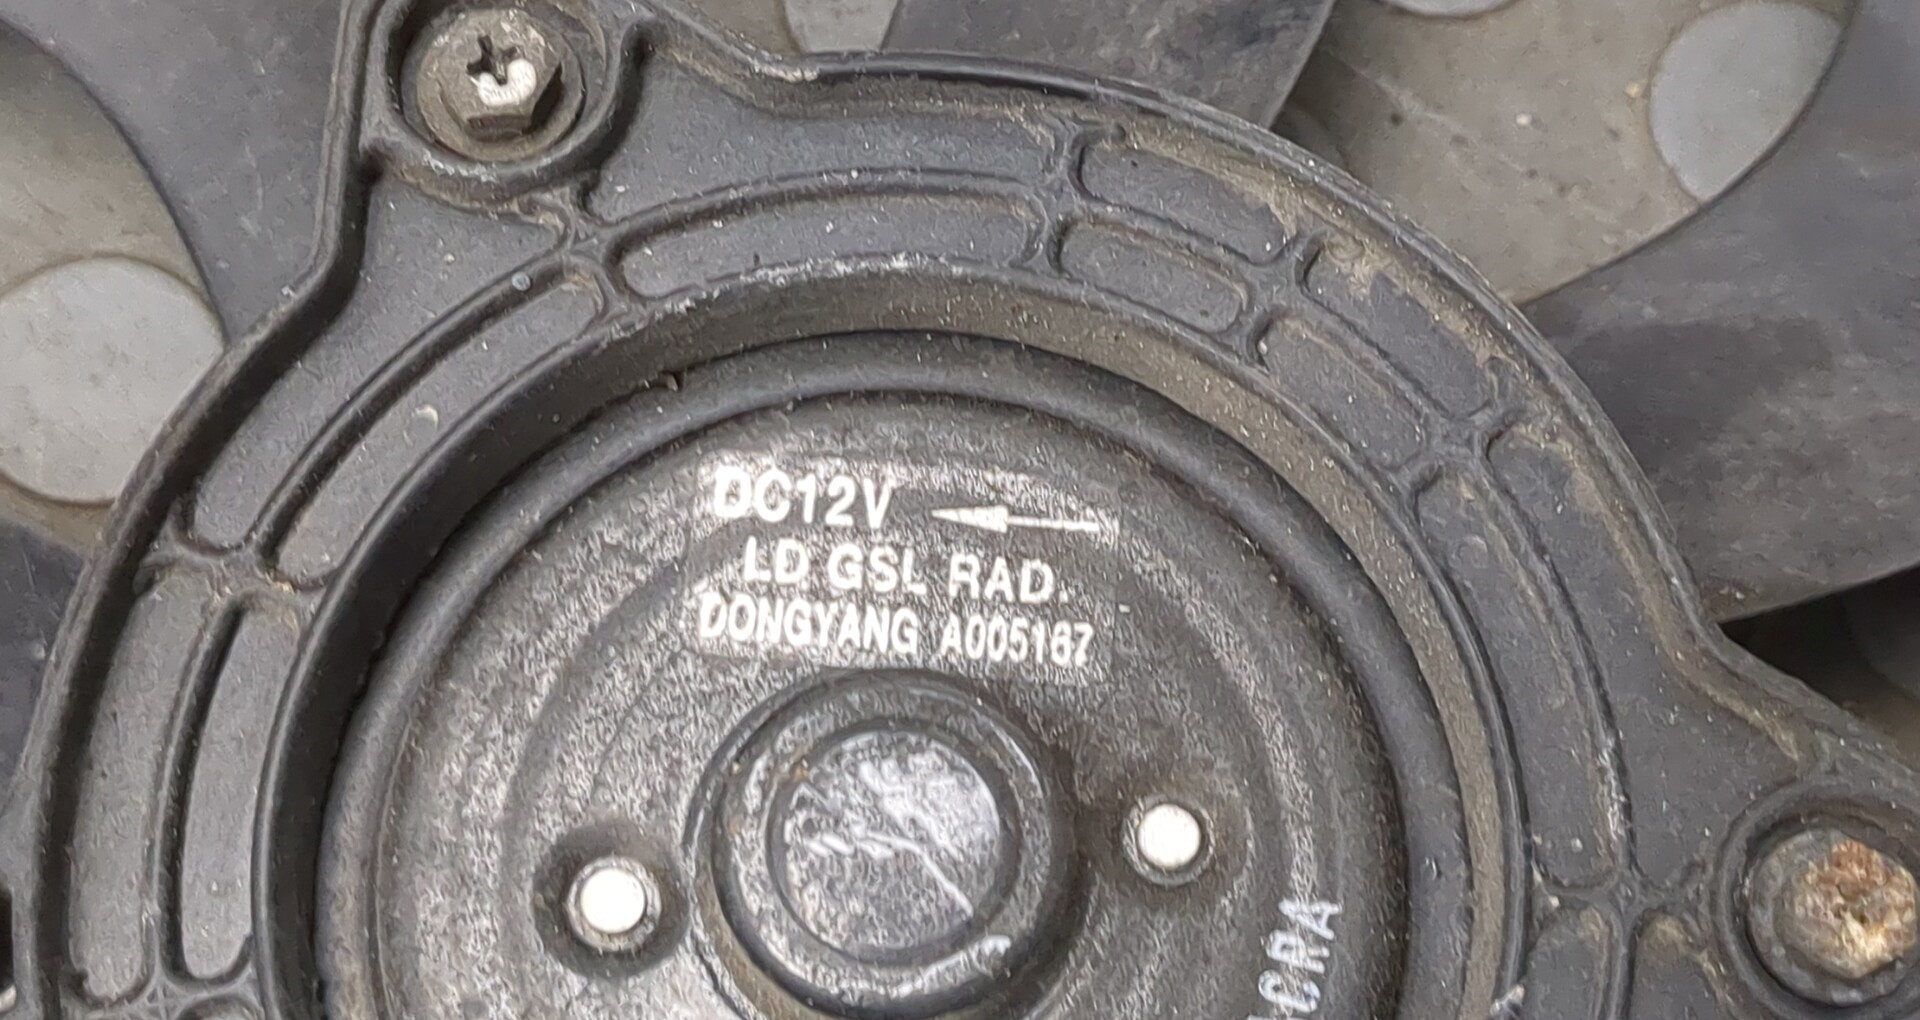 DC12V
LD GSL RAD.
DONGYANG A005167